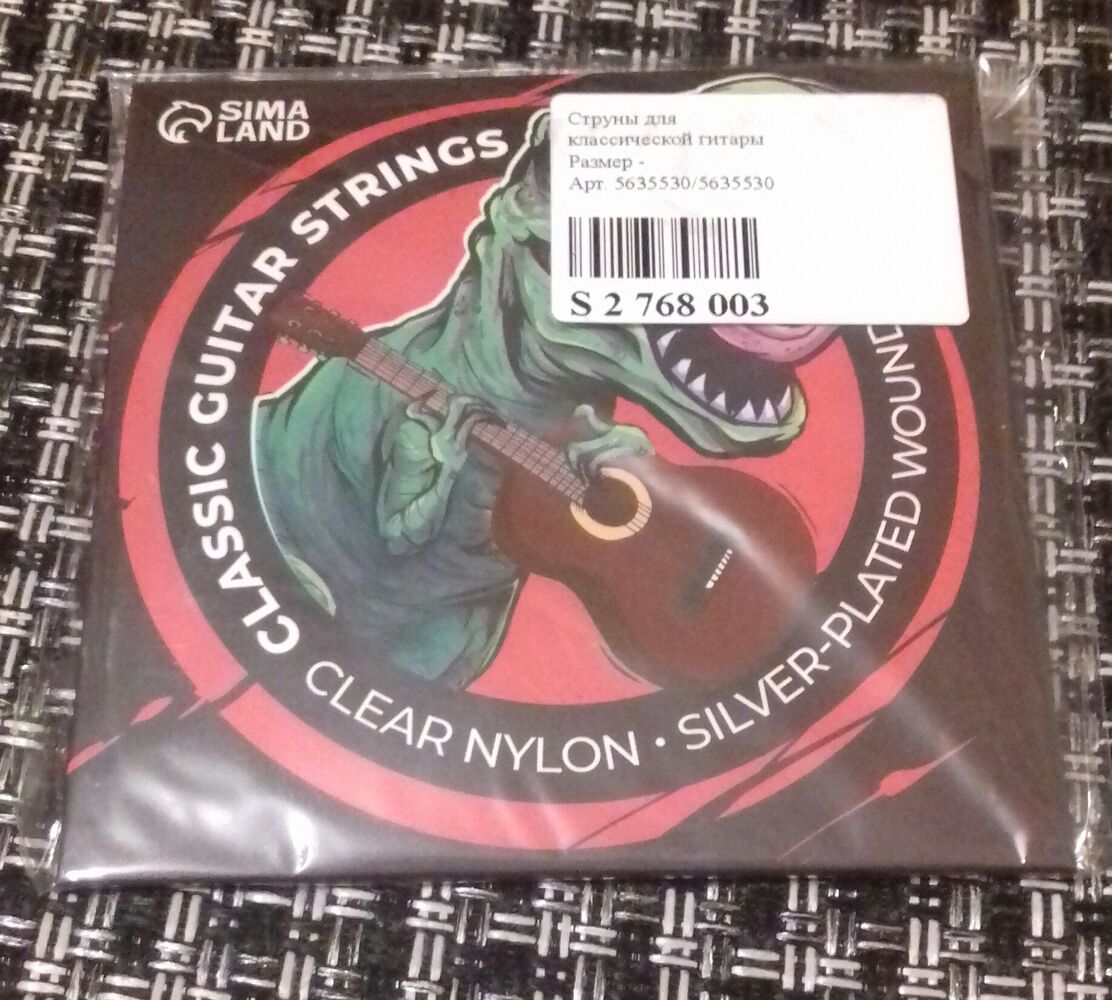 SIMA
LAND
CLASSIC GUITAR STRINGS
Струны для
классической гитары
Размер -
Арт. 5635530/5635530
S 2 768 003
CLEAR NYLON · SILVER-PLATED WOUND